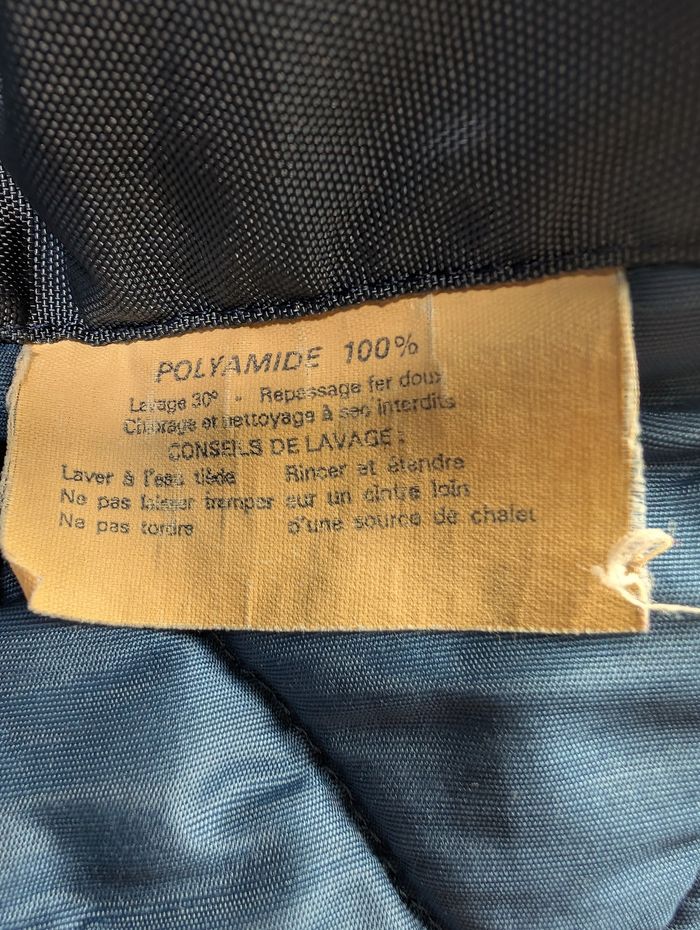 POLYAMIDE 100%
Lavage 30° - Repassage fer doux
Chlorage et nettoyage à sec interdits
CONSEILS DE LAVAGE :
Laver à l'eau tiède
Ne pas laisser tremper
Ne pas tordre
Rincer et étendre
sur un cintre loin
d'une source de chalet